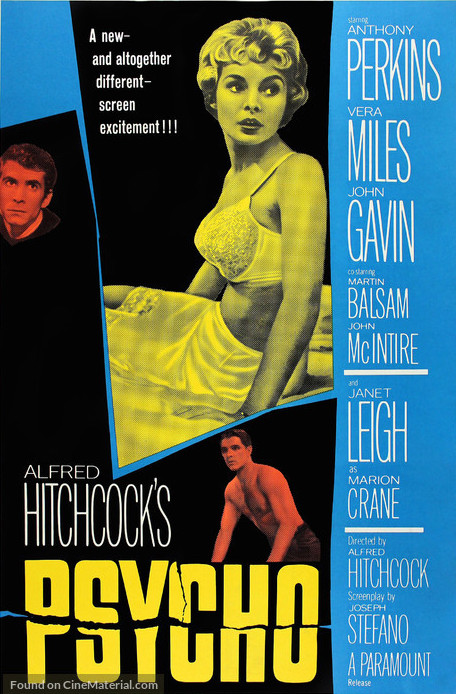 A new–
and altogether
different–
screen
excitement!!!
ALFRED
HITCHCOCK'S
PSYCHO
starring
ANTHONY
PERKINS
VERA
MILES
JOHN
GAVIN
co-starring
MARTIN
BALSAM
JOHN
McINTIRE
and
JANET
LEIGH
as
MARION
CRANE
Directed by
ALFRED
HITCHCOCK
Screenplay by
JOSEPH
STEFANO
A PARAMOUNT
Release
Found on CineMaterial.com